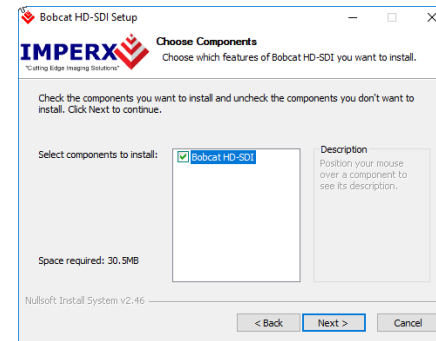 Bobcat HD-SDI Setup
IMPERX
"Cutting Edge Imaging Solutions"
Choose Components
Choose which features of Bobcat HD-SDI you want to install.
Check the components you want to install and uncheck the components you don't want to
install. Click Next to continue.
Select components to install:
Bobcat HD-SDI
Description
Position your mouse
over a component to
see its description.
Space required: 30.5MB
Nullsoft Install System v2.46
< Back
Next >
Cancel